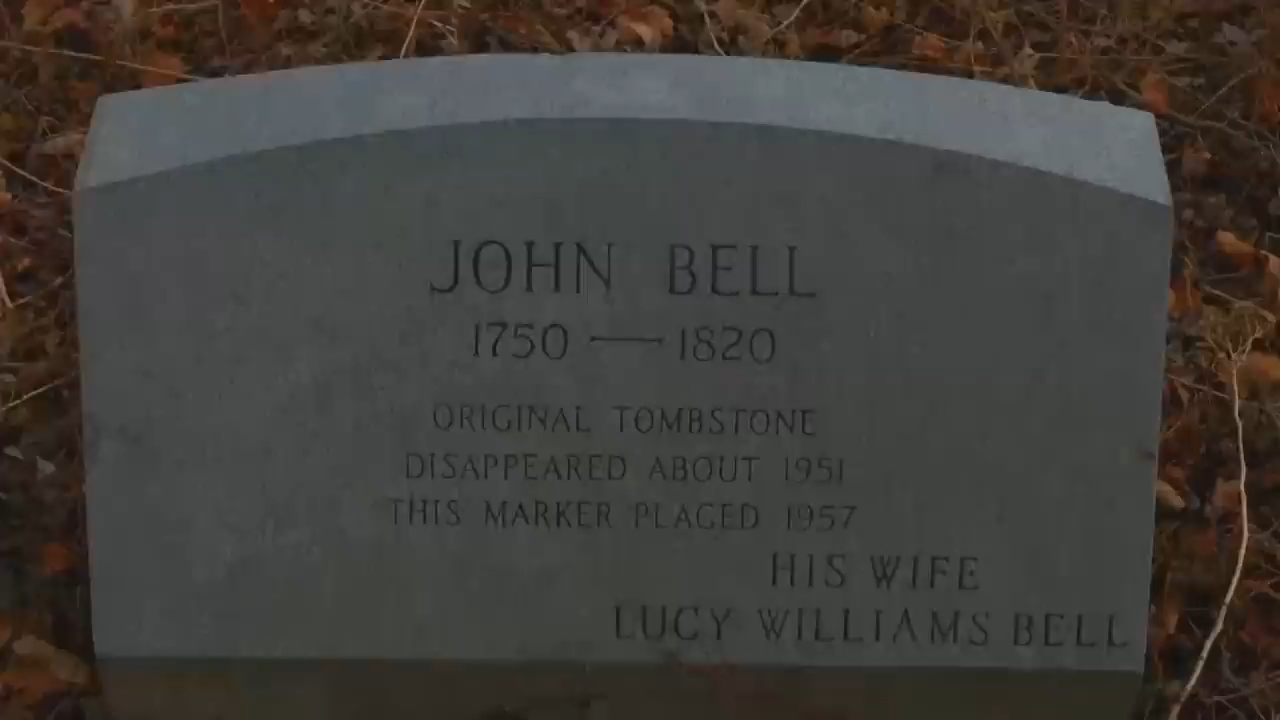 JOHN BELL
1750 — 1820
ORIGINAL TOMBSTONE
DISAPPEARED ABOUT 1951
THIS MARKER PLACED 1957
HIS WIFE
LUCY WILLIAMS BELL